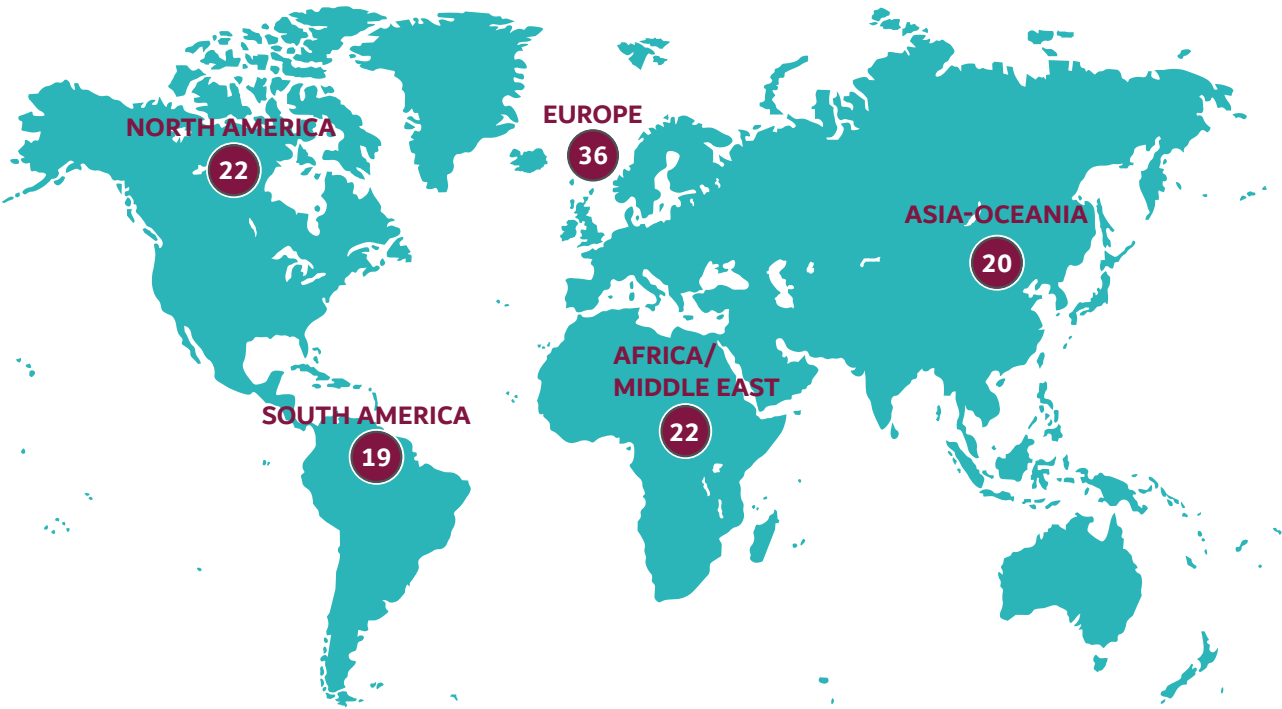 NORTH AMERICA
22
EUROPE
36
ASIA-OCEANIA
20
AFRICA/
MIDDLE EAST
22
SOUTH AMERICA
19